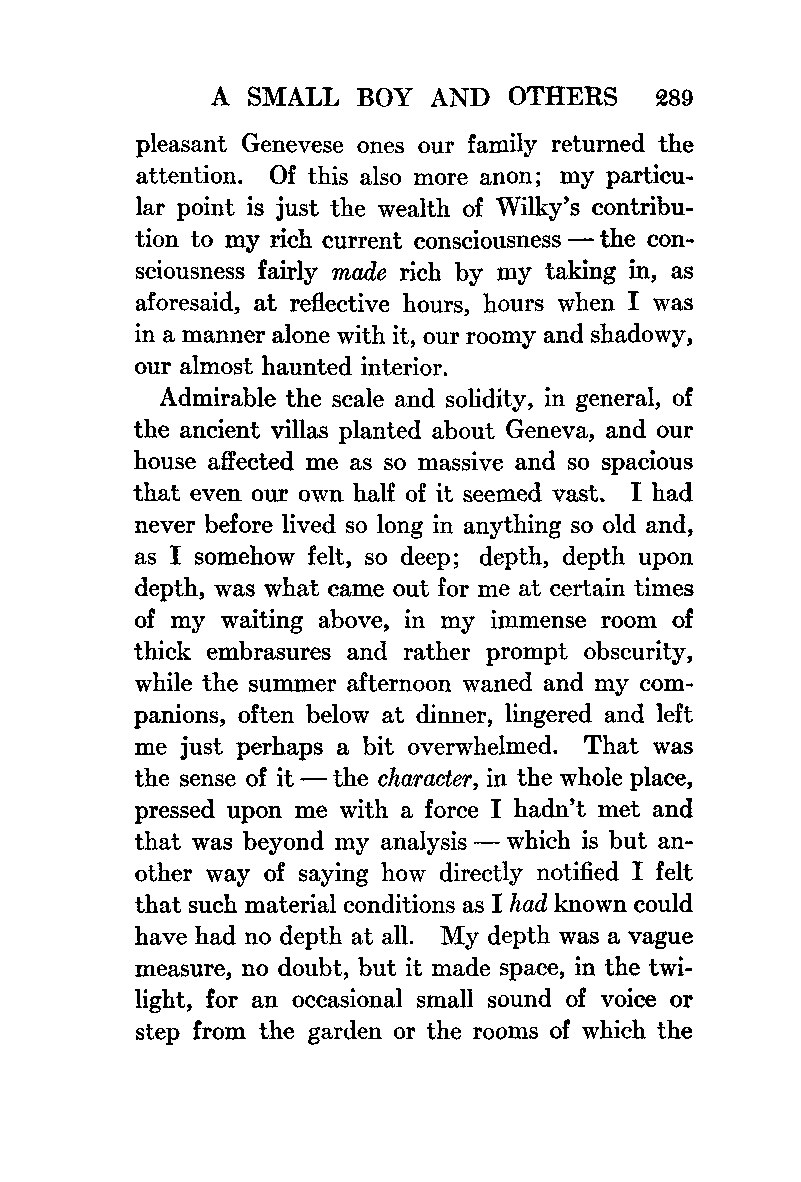 A SMALL BOY AND OTHERS 289
pleasant Genevese ones our family returned the
attention. Of this also more anon; my particu-
lar point is just the wealth of Wilky's contribu-
tion to my rich current consciousness — the con-
sciousness fairly made rich by my taking in, as
aforesaid, at reflective hours, hours when I was
in a manner alone with it, our roomy and shadowy,
our almost haunted interior.
Admirable the scale and solidity, in general, of
the ancient villas planted about Geneva, and our
house affected me as so massive and so spacious
that even our own half of it seemed vast. I had
never before lived so long in anything so old and,
as I somehow felt, so deep; depth, depth upon
depth, was what came out for me at certain times
of my waiting above, in my immense room of
thick embrasures and rather prompt obscurity,
while the summer afternoon waned and my com-
panions, often below at dinner, lingered and left
me just perhaps a bit overwhelmed. That was
the sense of it — the character, in the whole place,
pressed upon me with a force I hadn't met and
that was beyond my analysis — which is but an-
other way of saying how directly notified I felt
that such material conditions as I had known could
have had no depth at all. My depth was a vague
measure, no doubt, but it made space, in the twi-
light, for an occasional small sound of voice or
step from the garden or the rooms of which the